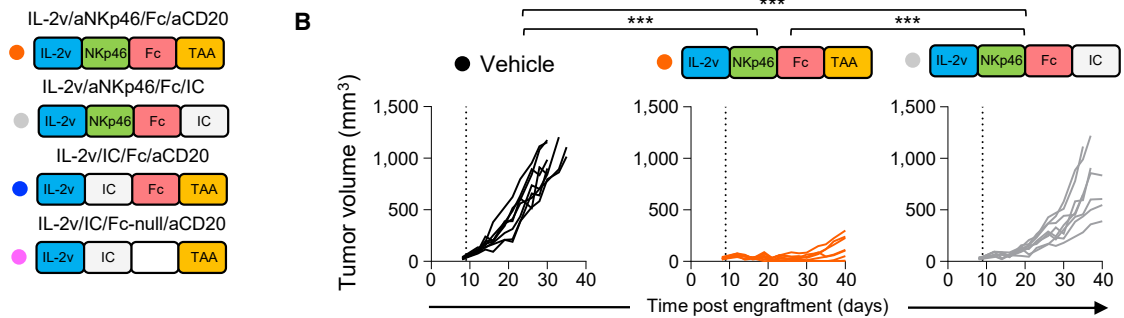 IL-2v/aNKp46/Fc/aCD20
IL-2v NKp46 Fc TAA
IL-2v/aNKp46/Fc/IC
IL-2v NKp46 Fc IC
IL-2v/IC/Fc/aCD20
IL-2v IC Fc TAA
IL-2v/IC/Fc-null/aCD20
IL-2v IC TAA
B
***
*** ***
Vehicle
IL-2v NKp46 Fc TAA
IL-2v NKp46 Fc IC
Tumor volume (mm³)
1,500 1,500 1,500
1,000 1,000 1,000
500 500 500
0 0 0
0 10 20 30 40 0 10 20 30 40 0 10 20 30 40
Time post engraftment (days)